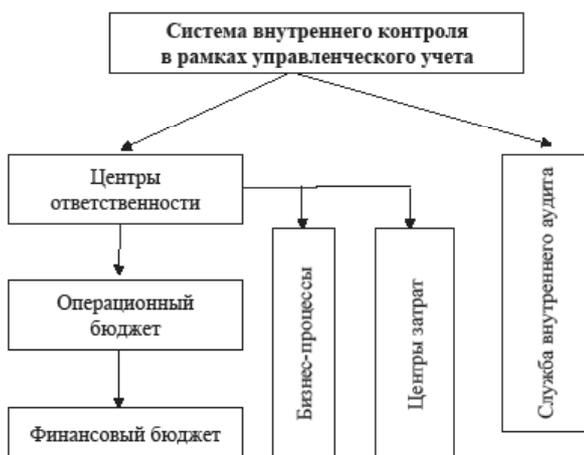 Система внутреннего контроля
в рамках управленческого учета
Центры
ответственности
Операционный
бюджет
Финансовый бюджет
Бизнес-процессы
Центры затрат
Служба внутреннего аудита